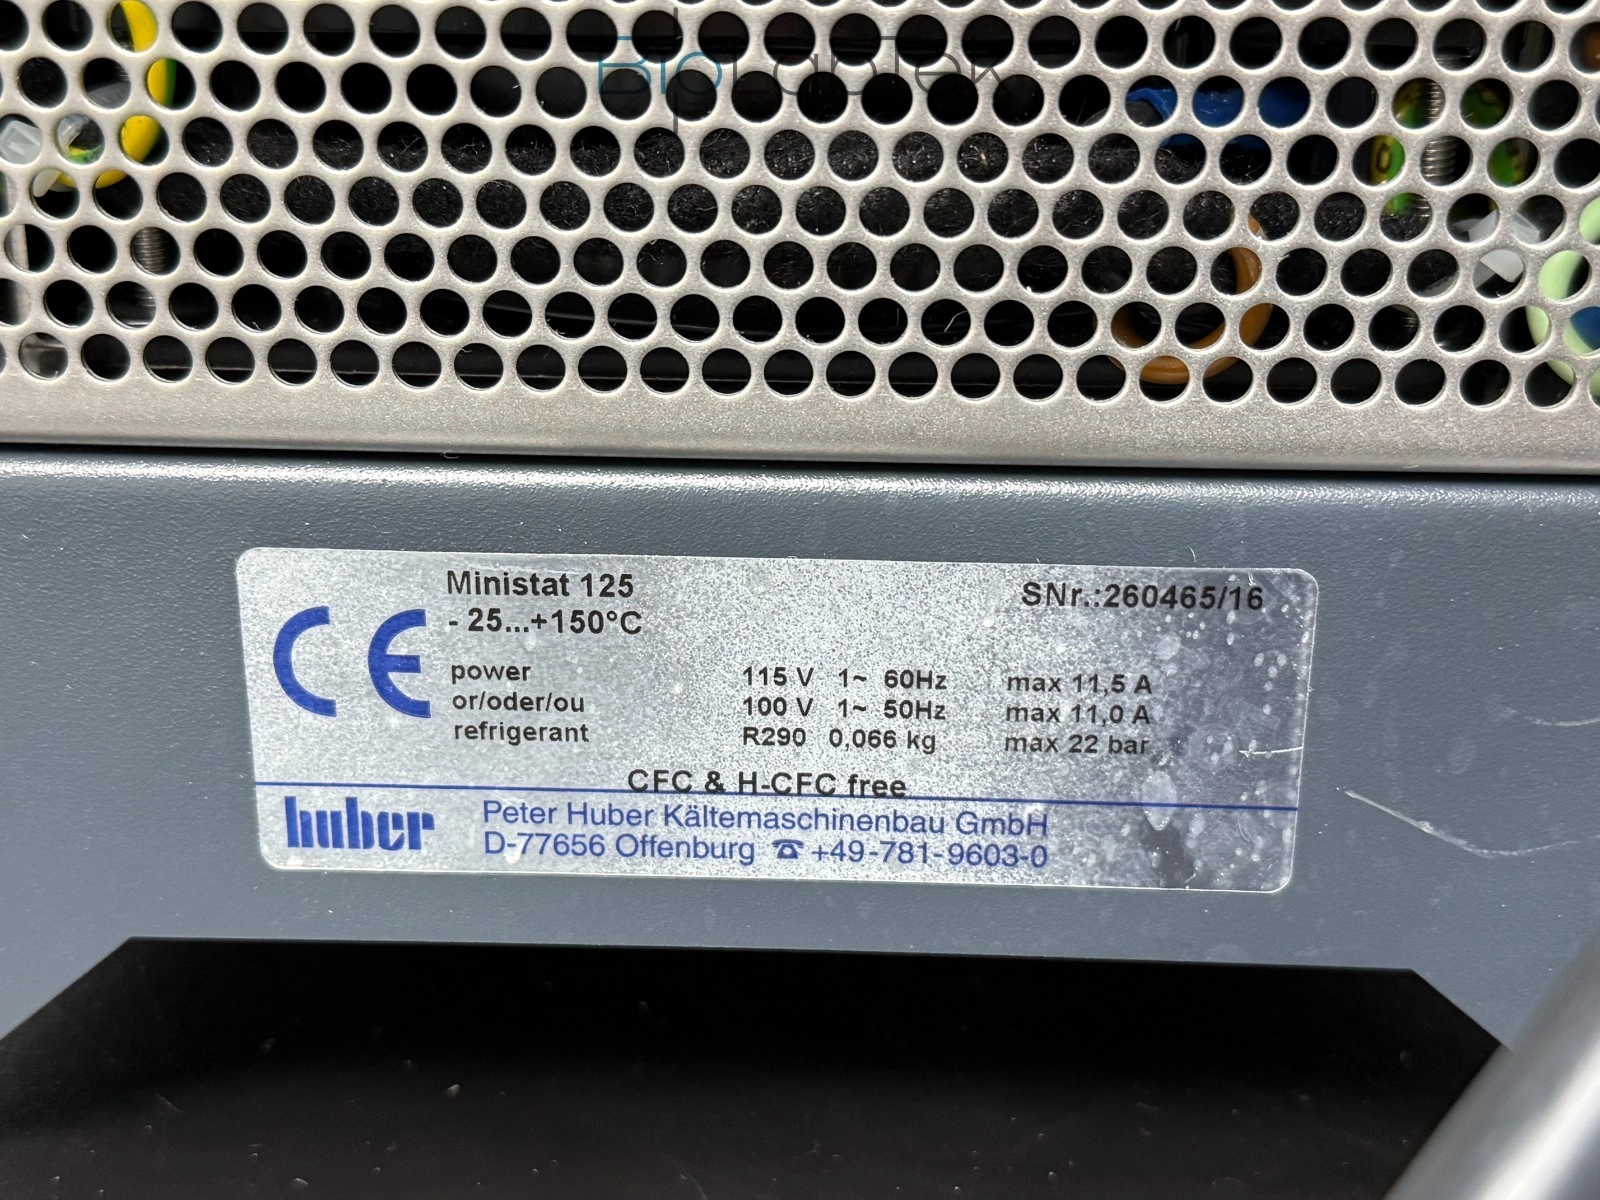 BioLabTek
Ministat 125
SNr.:260465/16
- 25...+150°C
CE
power 115 V 1~ 60Hz max 11,5 A
or/oder/ou 100 V 1~ 50Hz max 11,0 A
refrigerant R290 0,066 kg max 22 bar
CFC & H-CFC free
huber
Peter Huber Kältemaschinenbau GmbH
D-77656 Offenburg ☎ +49-781-9603-0